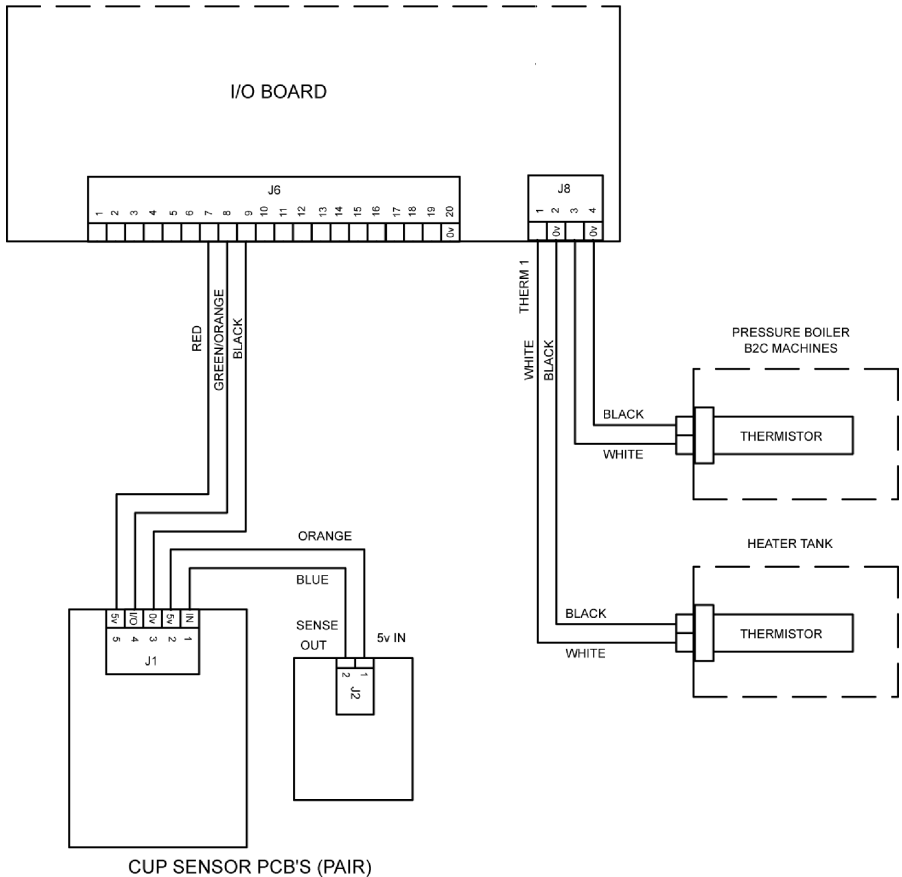 I/O BOARD
J6
J8
1 2 3 4 5 6 7 8 9 10 11 12 13 14 15 16 17 18 19 20
1 2 3 4
0v
0v 0v
RED
GREEN/ORANGE
BLACK
THERM 1
WHITE
BLACK
PRESSURE BOILER
B2C MACHINES
BLACK
THERMISTOR
WHITE
HEATER TANK
ORANGE
BLUE
BLACK
THERMISTOR
WHITE
5v I/O 0v 5v IN
5 4 3 2 1
J1
SENSE
OUT
5v IN
2 1
J2
CUP SENSOR PCB'S (PAIR)